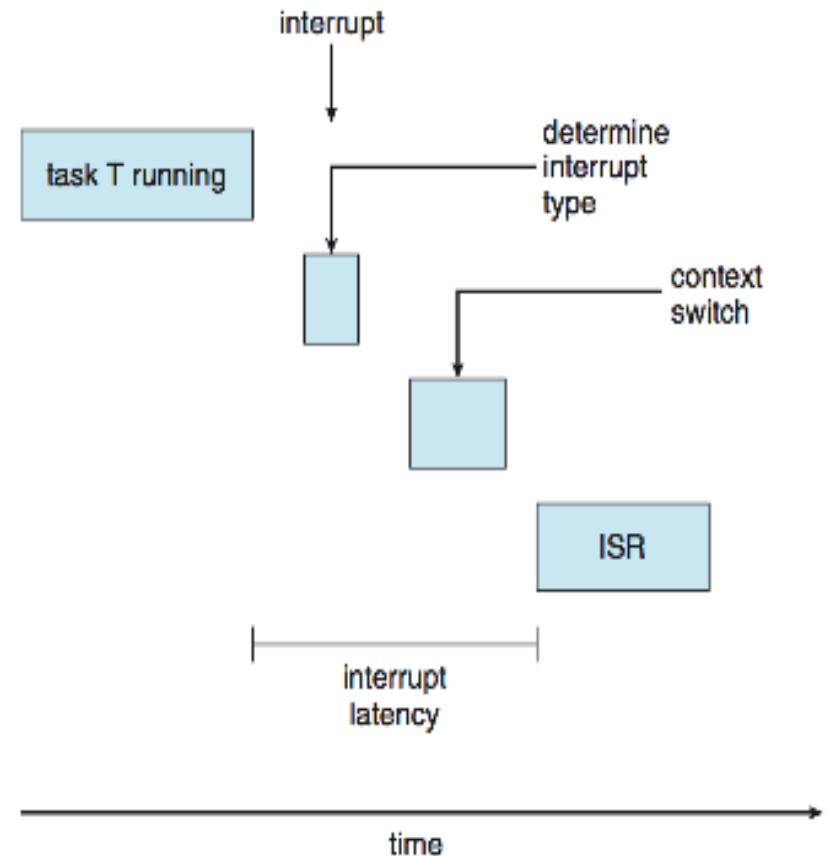 interrupt
task T running
determine
interrupt
type
context
switch
ISR
interrupt
latency
time